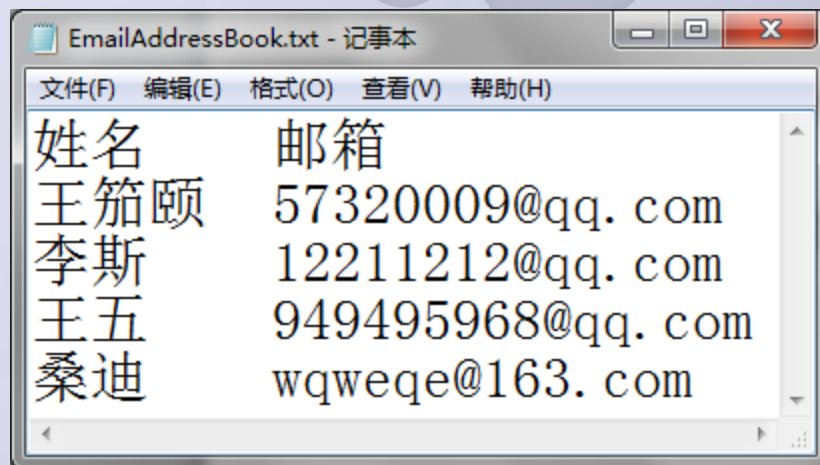 EmailAddressBook.txt - 记事本
文件(F) 编辑(E) 格式(O) 查看(V) 帮助(H)
姓名 邮箱
王笳颐 57320009@qq.com
李斯 12211212@qq.com
王五 949495968@qq.com
桑迪 wqweqe@163.com